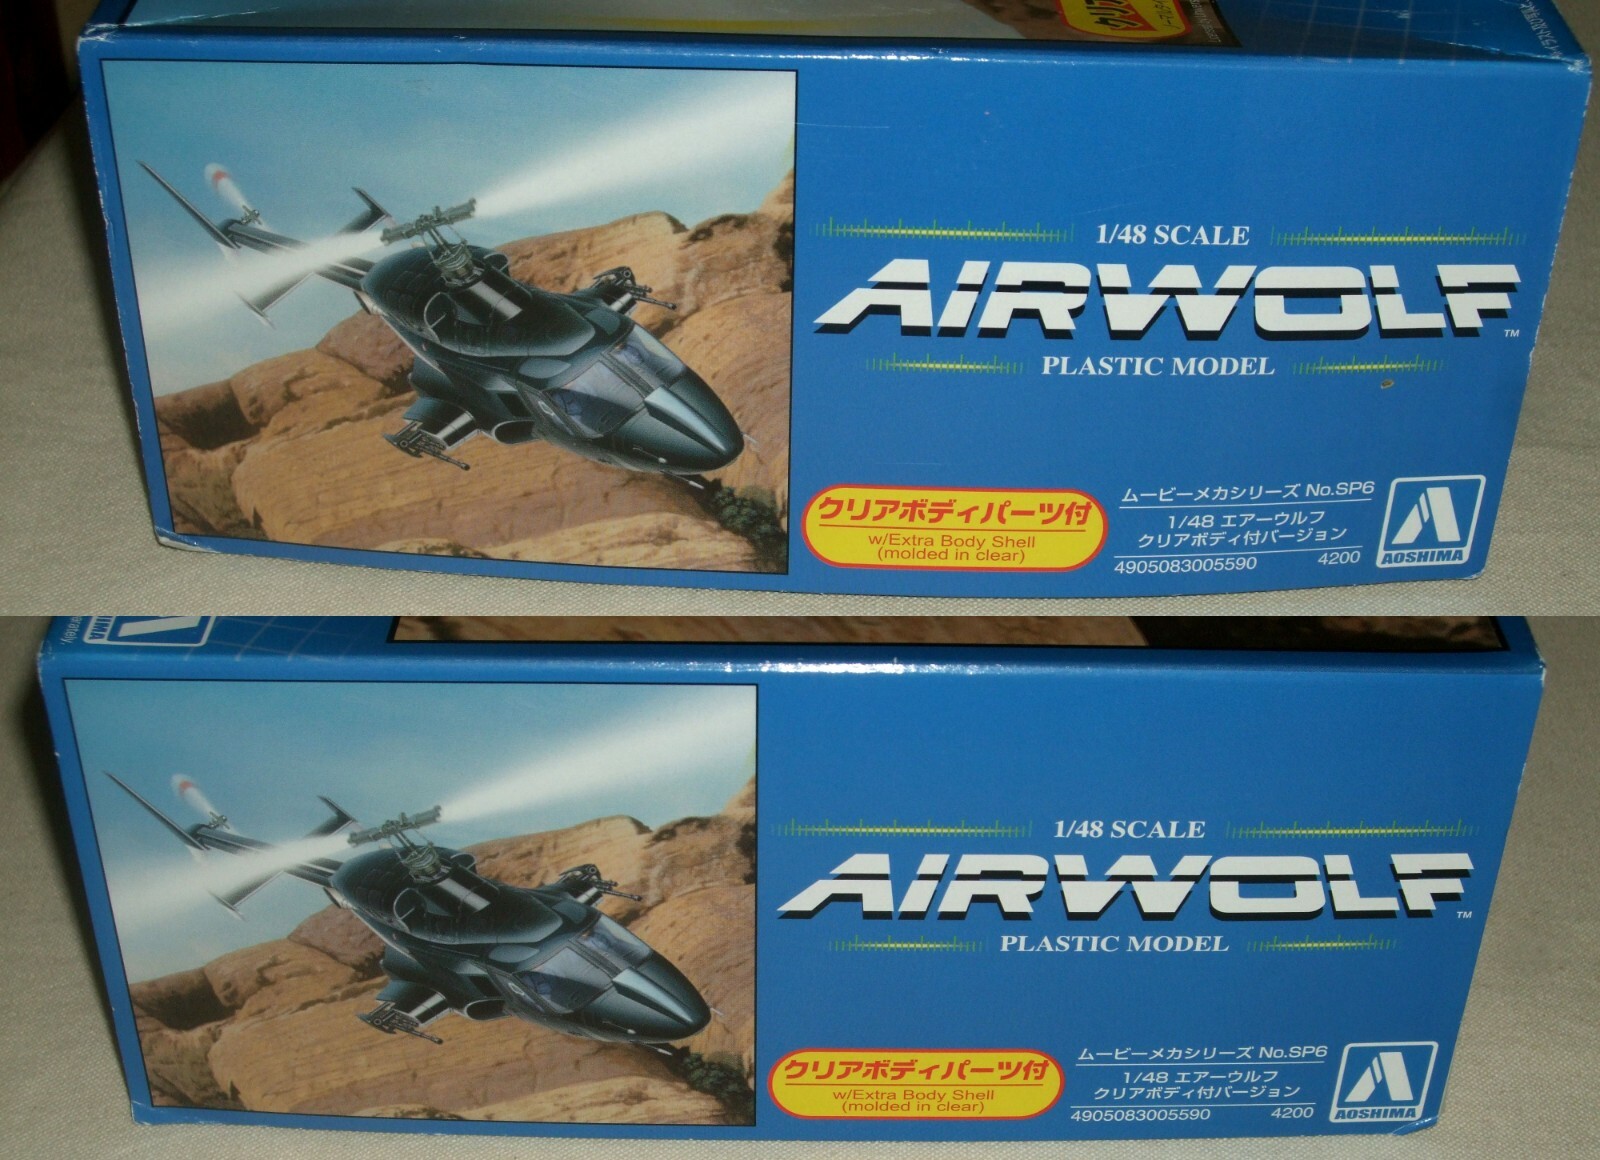 1/48 SCALE
AIRWOLF™
PLASTIC MODEL
クリアボディパーツ付
w/Extra Body Shell
(molded in clear)
ムービーメカシリーズ No.SP6
1/48 エアーウルフ
クリアボディ付バージョン
4905083005590 4200
AOSHIMA
1/48 SCALE
AIRWOLF™
PLASTIC MODEL
クリアボディパーツ付
w/Extra Body Shell
(molded in clear)
ムービーメカシリーズ No.SP6
1/48 エアーウルフ
クリアボディ付バージョン
4905083005590 4200
AOSHIMA